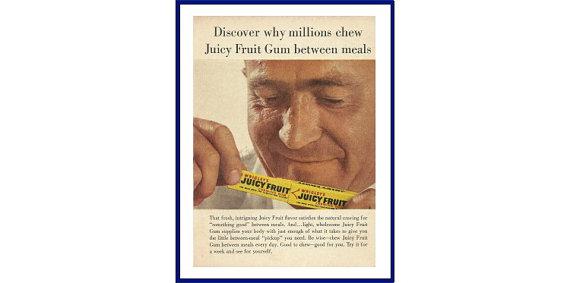 Discover why millions chew
Juicy Fruit Gum between meals
WRIGLEY'S
JUICY FRUIT
WRIGLEY'S
JUICY FRUIT
That fresh, intriguing Juicy Fruit flavor satisfies the natural craving for
"something good" between meals. And...light, wholesome Juicy Fruit
Gum supplies your body with just enough of what it takes to give you
the little between-meal "pickup" you need. Be wise—chew Juicy Fruit
Gum between meals every day. Good to chew—good for you. Try it for
a week and see for yourself.